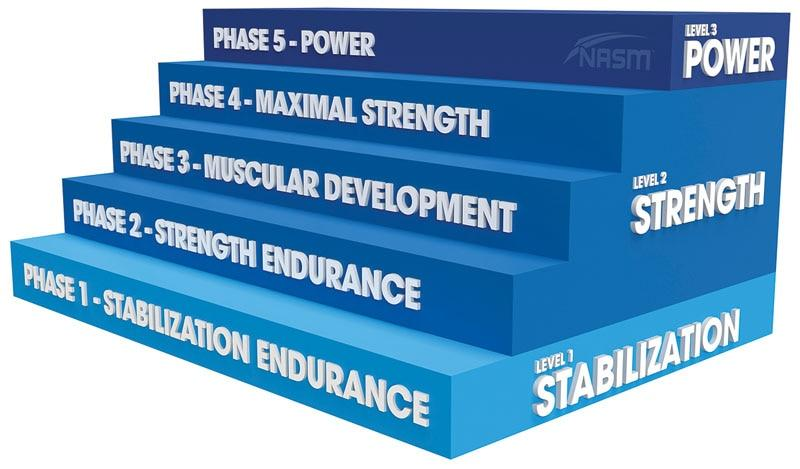 PHASE 5 - POWER
NASM
LEVEL 3
POWER
PHASE 4 - MAXIMAL STRENGTH
PHASE 3 - MUSCULAR DEVELOPMENT
LEVEL 2
STRENGTH
PHASE 2 - STRENGTH ENDURANCE
PHASE 1 - STABILIZATION ENDURANCE
LEVEL 1
STABILIZATION